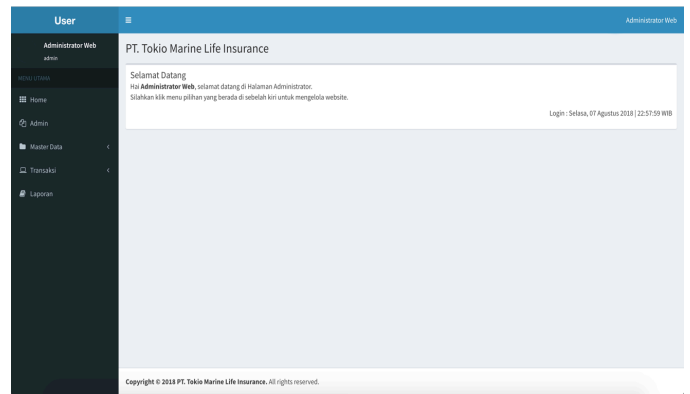 User
Administrator Web
Administrator Web
admin
MENU UTAMA
Home
Admin
Master Data
Transaksi
Laporan
PT. Tokio Marine Life Insurance
Selamat Datang
Hai Administrator Web, selamat datang di Halaman Administrator.
Silahkan klik menu pilihan yang berada di sebelah kiri untuk mengelola website.
Login : Selasa, 07 Agustus 2018 | 22:57:59 WIB
Copyright © 2018 PT. Tokio Marine Life Insurance. All rights reserved.